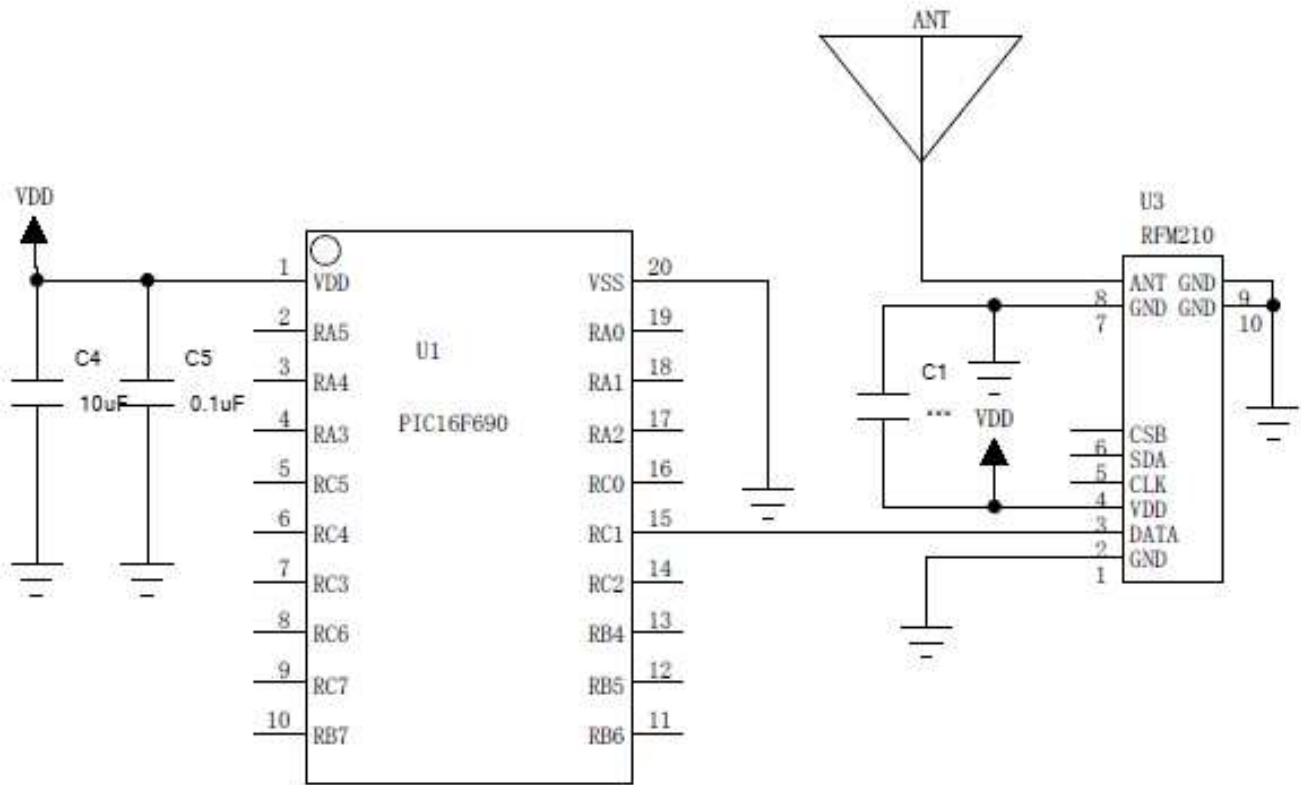 ANT
VDD
U3
RFM210
1
VDD
VSS
20
ANT GND
8
GND GND
9
7
10
2
RA5
RA0
19
C4
C5
U1
3
RA4
RA1
18
C1
10uF
0.1uF
...
4
RA3
PIC16F690
RA2
17
VDD
CSB
6
SDA
5
RC5
RC0
16
5
CLK
4
VDD
6
RC4
RC1
15
3
DATA
2
GND
1
7
RC3
RC2
14
8
RC6
RB4
13
9
RC7
RB5
12
10
RB7
RB6
11